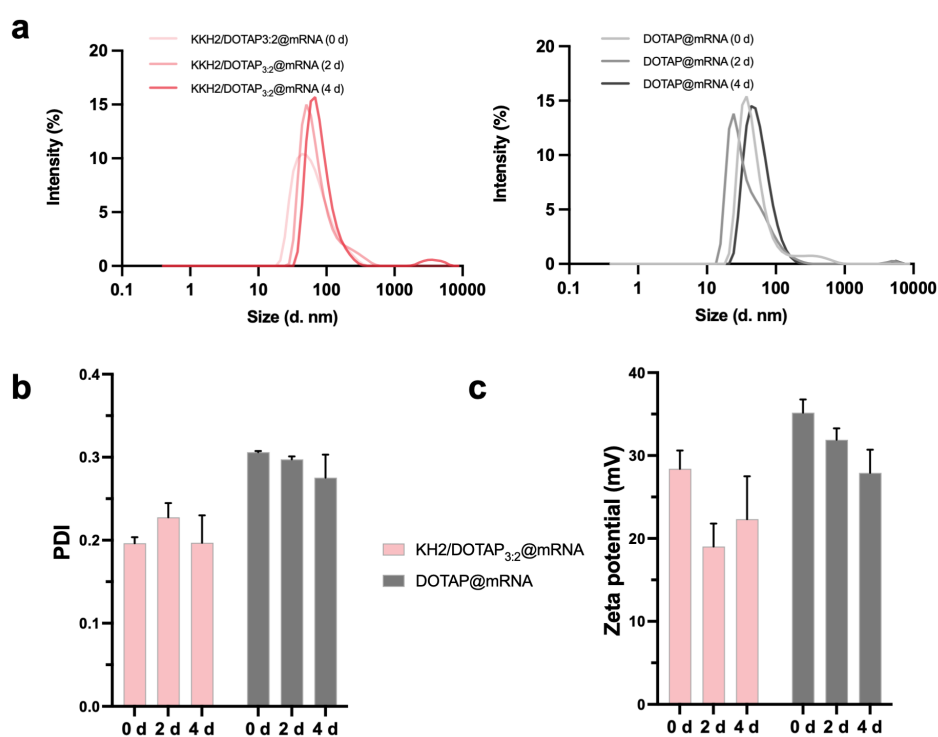 a
KKH2/DOTAP3:2@mRNA (0 d)
KKH2/DOTAP3:2@mRNA (2 d)
KKH2/DOTAP3:2@mRNA (4 d)
20
15
10
5
0
Intensity (%)
0.1 1 10 100 1000 10000
Size (d. nm)
DOTAP@mRNA (0 d)
DOTAP@mRNA (2 d)
DOTAP@mRNA (4 d)
20
15
10
5
0
Intensity (%)
0.1 1 10 100 1000 10000
Size (d. nm)
b
0.4
0.3
0.2
0.1
0.0
PDI
0 d 2 d 4 d 0 d 2 d 4 d
KH2/DOTAP3:2@mRNA
DOTAP@mRNA
c
40
30
20
10
0
Zeta potential (mV)
0 d 2 d 4 d 0 d 2 d 4 d